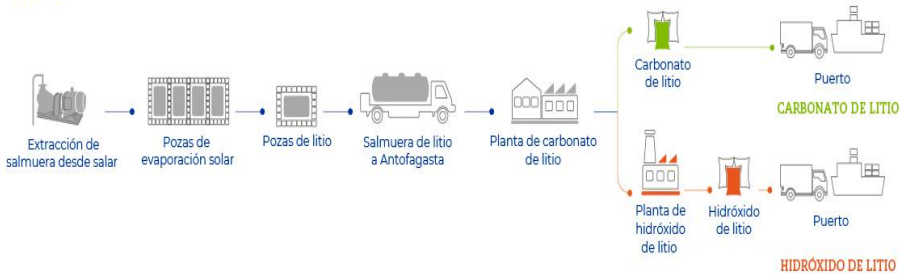 Extracción de
salmuera desde salar
Pozas de
evaporación solar
Pozas de litio
Salmuera de litio
a Antofagasta
Planta de carbonato
de litio
Carbonato
de litio
Puerto
CARBONATO DE LITIO
Planta de
hidróxido
de litio
Hidróxido
de litio
Puerto
HIDRÓXIDO DE LITIO